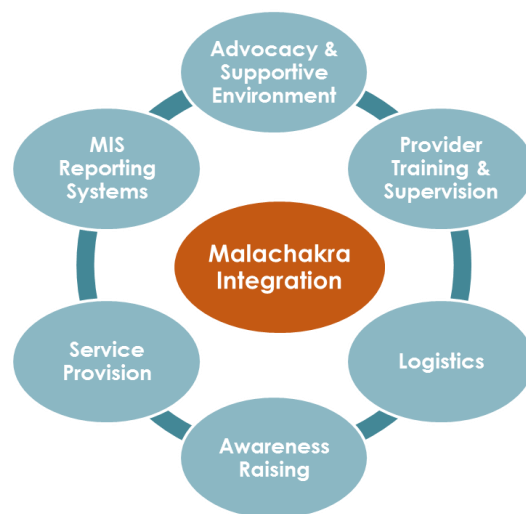 Advocacy &
Supportive
Environment
Provider
Training &
Supervision
Logistics
Awareness
Raising
Service
Provision
MIS
Reporting
Systems
Malachakra
Integration